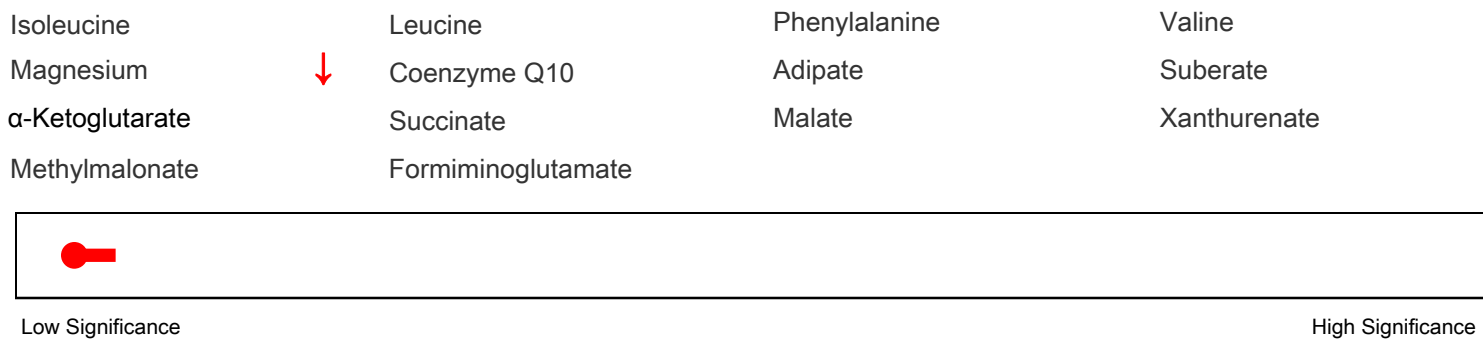 Isoleucine Leucine Phenylalanine Valine
Magnesium ↓ Coenzyme Q10 Adipate Suberate
α-Ketoglutarate Succinate Malate Xanthurenate
Methylmalonate Formiminoglutamate
Low Significance High Significance